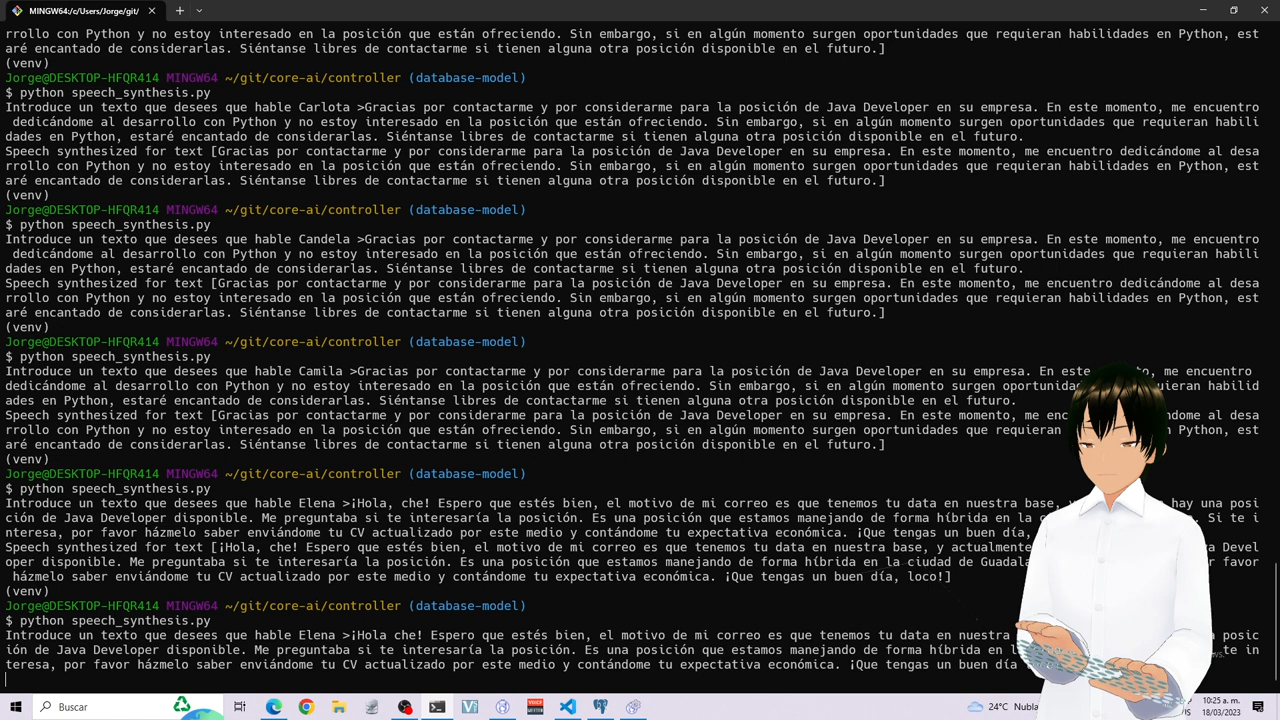 MINGW64:/c/Users/Jorge/git/
rrollo con Python y no estoy interesado en la posición que están ofreciendo. Sin embargo, si en algún momento surgen oportunidades que requieran habilidades en Python, est
aré encantado de considerarlas. Siéntanse libres de contactarme si tienen alguna otra posición disponible en el futuro.]
(venv)
Jorge@DESKTOP-HFQR414 MINGW64 ~/git/core-ai/controller (database-model)
$ python speech_synthesis.py
Introduce un texto que desees que hable Carlota >Gracias por contactarme y por considerarme para la posición de Java Developer en su empresa. En este momento, me encuentro
dedicándome al desarrollo con Python y no estoy interesado en la posición que están ofreciendo. Sin embargo, si en algún momento surgen oportunidades que requieran habili
dades en Python, estaré encantado de considerarlas. Siéntanse libres de contactarme si tienen alguna otra posición disponible en el futuro.
Speech synthesized for text [Gracias por contactarme y por considerarme para la posición de Java Developer en su empresa. En este momento, me encuentro dedicándome al desa
rrollo con Python y no estoy interesado en la posición que están ofreciendo. Sin embargo, si en algún momento surgen oportunidades que requieran habilidades en Python, est
aré encantado de considerarlas. Siéntanse libres de contactarme si tienen alguna otra posición disponible en el futuro.]
(venv)
Jorge@DESKTOP-HFQR414 MINGW64 ~/git/core-ai/controller (database-model)
$ python speech_synthesis.py
Introduce un texto que desees que hable Candela >Gracias por contactarme y por considerarme para la posición de Java Developer en su empresa. En este momento, me encuentro
dedicándome al desarrollo con Python y no estoy interesado en la posición que están ofreciendo. Sin embargo, si en algún momento surgen oportunidades que requieran habili
dades en Python, estaré encantado de considerarlas. Siéntanse libres de contactarme si tienen alguna otra posición disponible en el futuro.
Speech synthesized for text [Gracias por contactarme y por considerarme para la posición de Java Developer en su empresa. En este momento, me encuentro dedicándome al desa
rrollo con Python y no estoy interesado en la posición que están ofreciendo. Sin embargo, si en algún momento surgen oportunidades que requieran habilidades en Python, est
aré encantado de considerarlas. Siéntanse libres de contactarme si tienen alguna otra posición disponible en el futuro.]
(venv)
Jorge@DESKTOP-HFQR414 MINGW64 ~/git/core-ai/controller (database-model)
$ python speech_synthesis.py
Introduce un texto que desees que hable Camila >Gracias por contactarme y por considerarme para la posición de Java Developer en su empresa. En este me encuentro
dedicándome al desarrollo con Python y no estoy interesado en la posición que están ofreciendo. Sin embargo, si en algún momento surgen habilid
ades en Python, estaré encantado de considerarlas. Siéntanse libres de contactarme si tienen alguna otra posición disponible en el futuro.
Speech synthesized for text [Gracias por contactarme y por considerarme para la posición de Java Developer en su empresa. En este momento, me al desa
rrollo con Python y no estoy interesado en la posición que están ofreciendo. Sin embargo, si en algún momento surgen oportunidades que requieran Python, est
aré encantado de considerarlas. Siéntanse libres de contactarme si tienen alguna otra posición disponible en el futuro.]
(venv)
Jorge@DESKTOP-HFQR414 MINGW64 ~/git/core-ai/controller (database-model)
$ python speech_synthesis.py
Introduce un texto que desees que hable Elena >¡Hola, che! Espero que estés bien, el motivo de mi correo es que tenemos tu data en nuestra base, hay una posi
ción de Java Developer disponible. Me preguntaba si te interesaría la posición. Es una posición que estamos manejando de forma híbrida en la Si te i
nteresa, por favor házmelo saber enviándome tu CV actualizado por este medio y contándome tu expectativa económica. ¡Que tengas un buen día,
Speech synthesized for text [¡Hola, che! Espero que estés bien, el motivo de mi correo es que tenemos tu data en nuestra base, y Devel
oper disponible. Me preguntaba si te interesaría la posición. Es una posición que estamos manejando de forma híbrida en la ciudad de favor
házmelo saber enviándome tu CV actualizado por este medio y contándome tu expectativa económica. ¡Que tengas un buen día, loco!]
(venv)
Jorge@DESKTOP-HFQR414 MINGW64 ~/git/core-ai/controller (database-model)
$ python speech_synthesis.py
Introduce un texto que desees que hable Elena >¡Hola che! Espero que estés bien, el motivo de mi correo es que tenemos tu data en nuestra posic
ión de Java Developer disponible. Me preguntaba si te interesaría la posición. Es una posición que estamos manejando de forma híbrida en te in
teresa, por favor házmelo saber enviándome tu CV actualizado por este medio y contándome tu expectativa económica. ¡Que tengas un buen día
Buscar
24°C
10:25 a. m.
18/03/2023